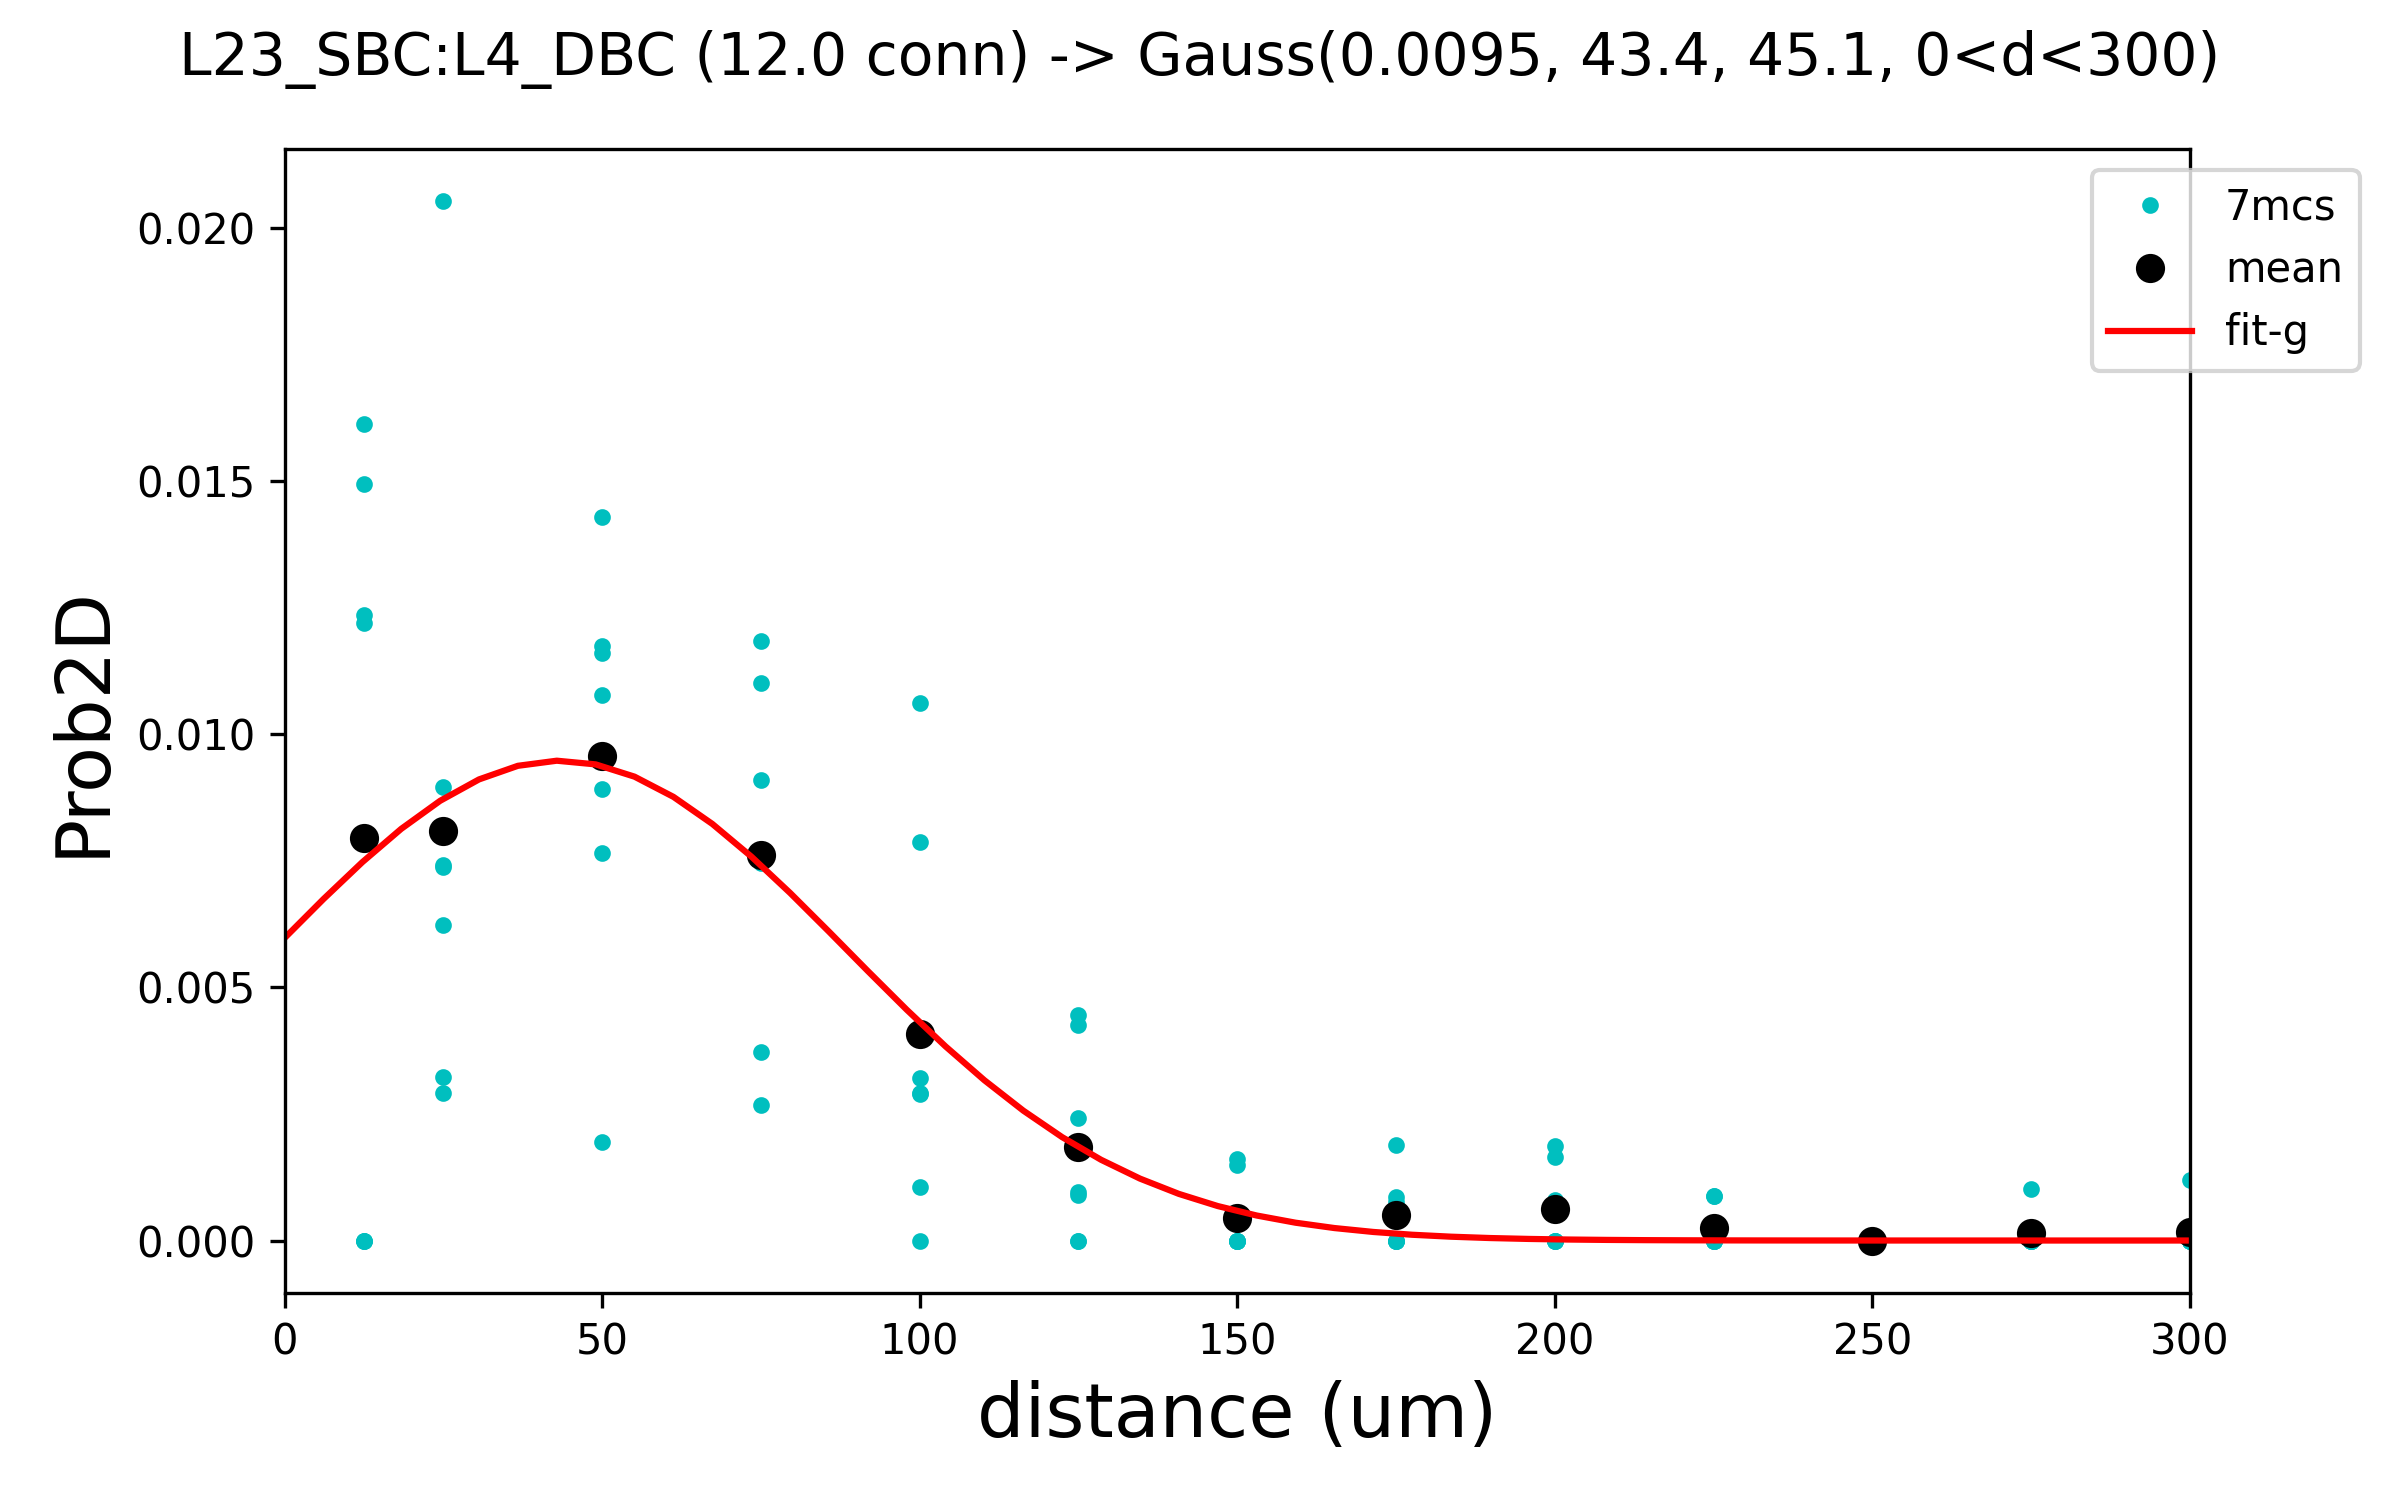 L23_SBC:L4_DBC (12.0 conn) -> Gauss(0.0095, 43.4, 45.1, 0<d<300)
7mcs
mean
fit-g
Prob2D
0.020
0.015
0.010
0.005
0.000
0 50 100 150 200 250 300
distance (um)